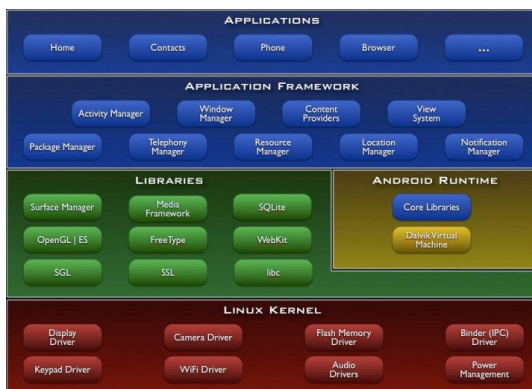 APPLICATIONS
Home
Contacts
Phone
Browser
...
APPLICATION FRAMEWORK
Activity Manager
Window
Manager
Content
Providers
View
System
Package Manager
Telephony
Manager
Resource
Manager
Location
Manager
Notification
Manager
LIBRARIES
Surface Manager
Media
Framework
SQLite
OpenGL | ES
FreeType
WebKit
SGL
SSL
libc
ANDROID RUNTIME
Core Libraries
Dalvik Virtual
Machine
LINUX KERNEL
Display
Driver
Camera Driver
Flash Memory
Driver
Binder (IPC)
Driver
Keypad Driver
WiFi Driver
Audio
Drivers
Power
Management